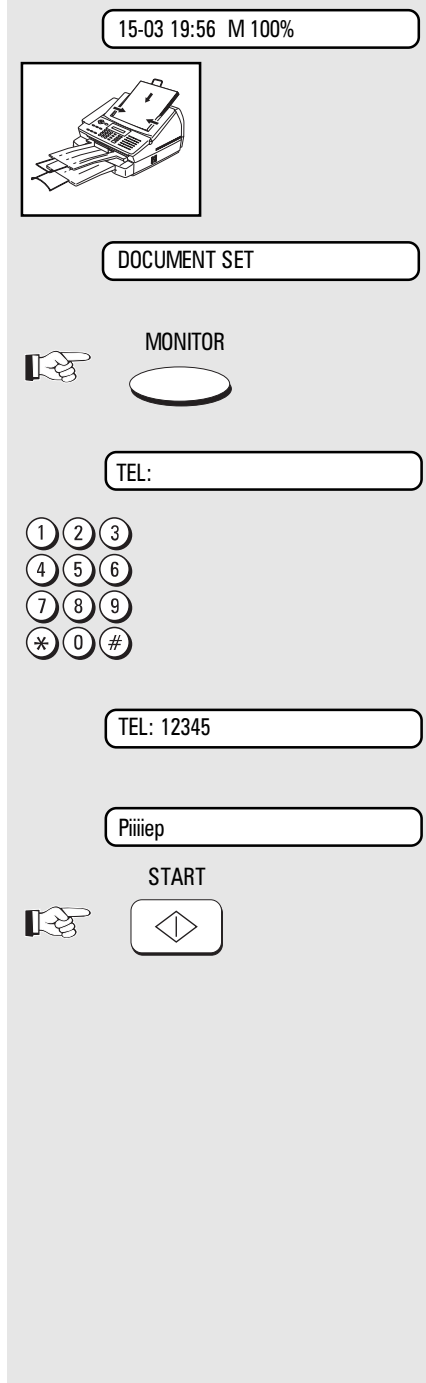 15-03 19:56 M 100%
DOCUMENT SET
MONITOR
TEL:
1 2 3
4 5 6
7 8 9
* 0 #
TEL: 12345
Piiiiep
START